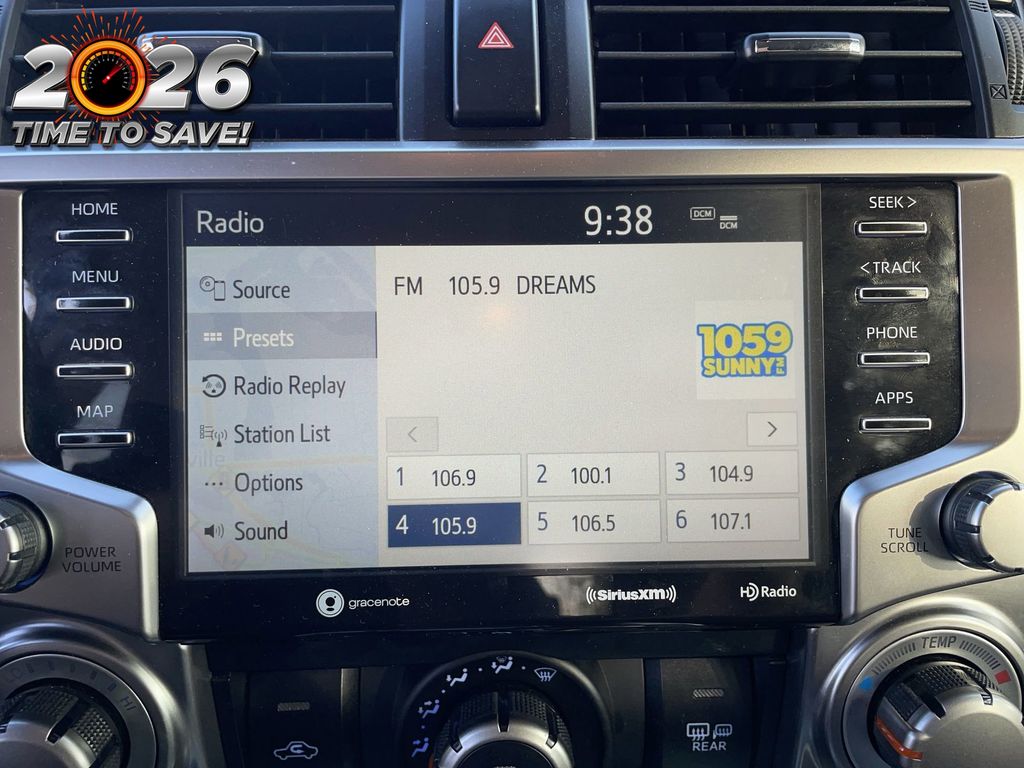 2026
TIME TO SAVE!
HOME
MENU
AUDIO
MAP
POWER
VOLUME
Radio
9:38
DCM
DCM
Source
Presets
Radio Replay
Station List
Options
Sound
FM 105.9 DREAMS
1059
SUNNY FM
1 106.9
2 100.1
3 104.9
4 105.9
5 106.5
6 107.1
SEEK >
< TRACK
PHONE
APPS
TUNE
SCROLL
gracenote
((SiriusXM))
HD Radio
TEMP
HI
REAR